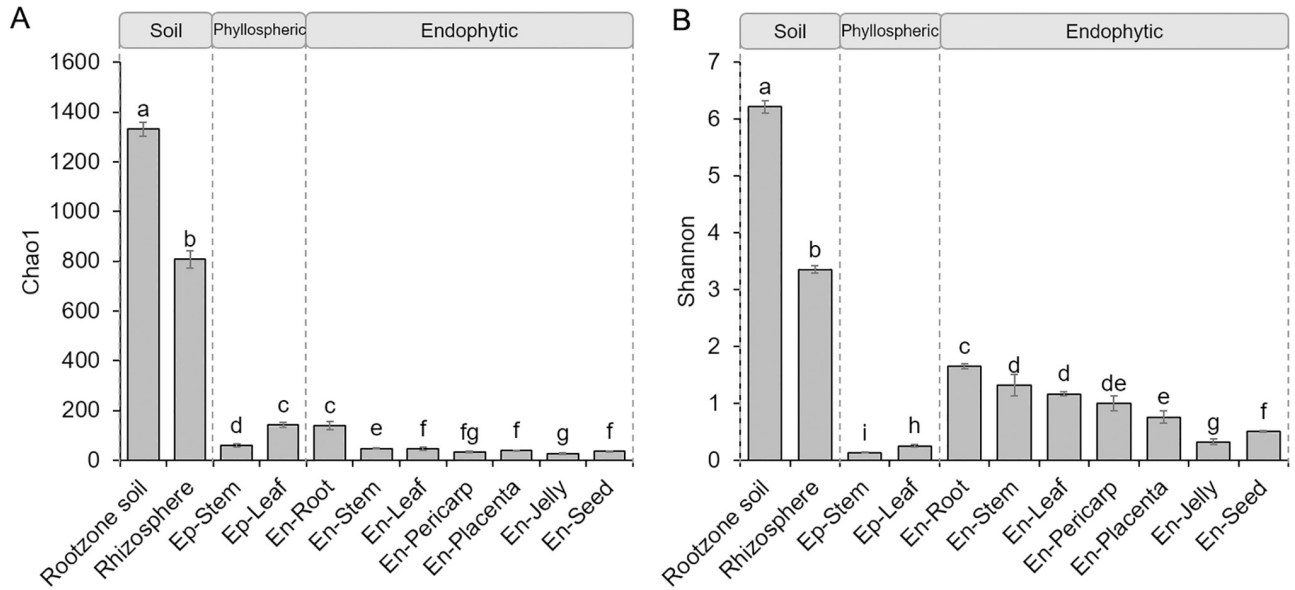 A
Soil
Phyllospheric
Endophytic
1600
1400
1200
1000
800
600
400
200
0
Chao1
a
b
d
c
c
e
f
fg
f
g
f
Rootzone soil
Rhizosphere
Ep-Stem
Ep-Leaf
En-Root
En-Stem
En-Leaf
En-Pericarp
En-Placenta
En-Jelly
En-Seed
B
Soil
Phyllospheric
Endophytic
7
6
5
4
3
2
1
0
Shannon
a
b
i
h
c
d
d
de
e
g
f
Rootzone soil
Rhizosphere
Ep-Stem
Ep-Leaf
En-Root
En-Stem
En-Leaf
En-Pericarp
En-Placenta
En-Jelly
En-Seed